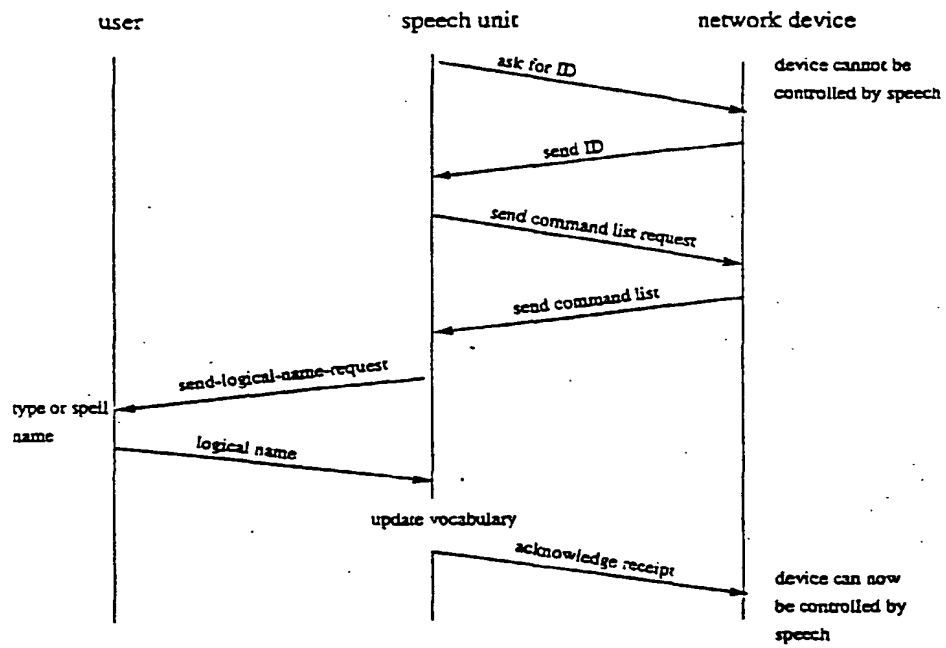 user
speech unit
network device
ask for ID
device cannot be
controlled by speech
send ID
send command list request
send command list
send-logical-name-request
type or spell
name
logical name
update vocabulary
acknowledge receipt
device can now
be controlled by
speech